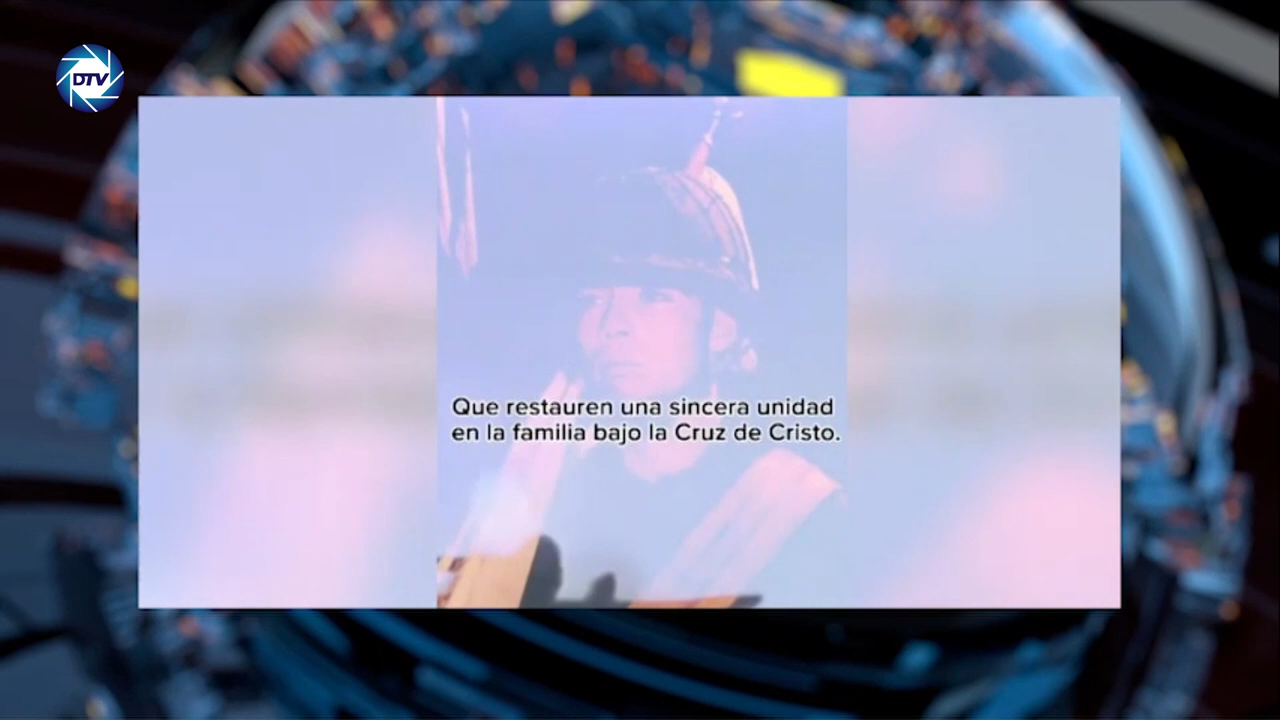 DTV
Que restauren una sincera unidad
en la familia bajo la Cruz de Cristo.